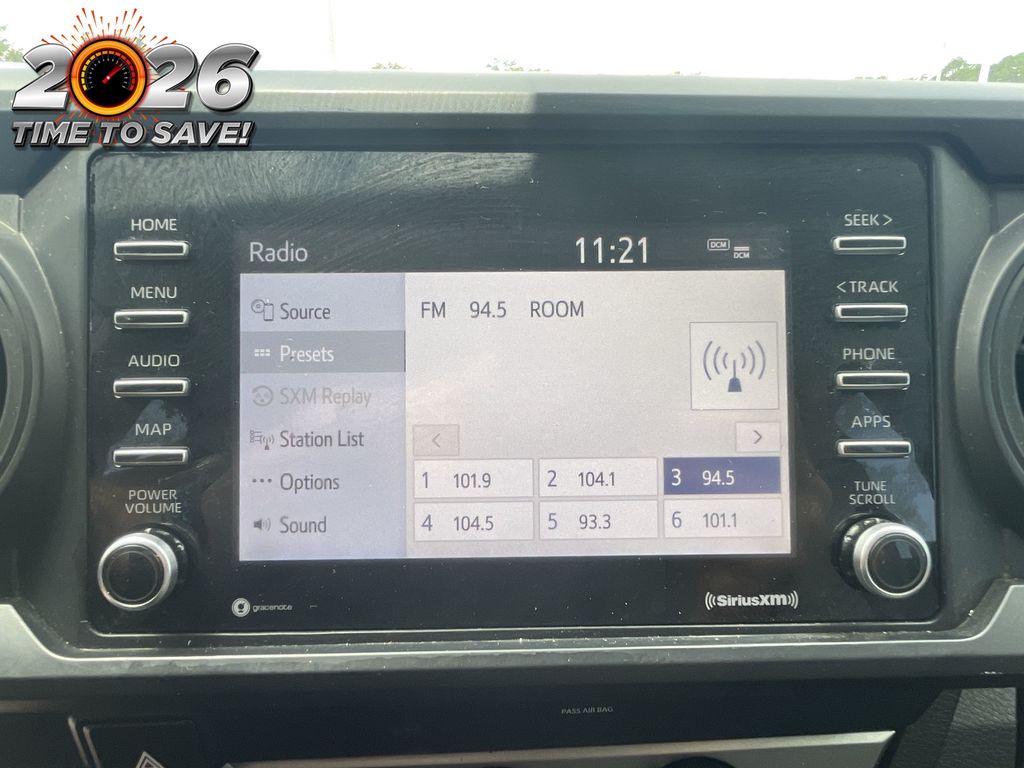 2026
TIME TO SAVE!
HOME
MENU
AUDIO
MAP
POWER
VOLUME
Radio
11:21
DCM
DCM
Source
Presets
SXM Replay
Station List
Options
Sound
FM 94.5 ROOM
<
>
1 101.9
2 104.1
3 94.5
4 104.5
5 93.3
6 101.1
SEEK >
< TRACK
PHONE
APPS
TUNE
SCROLL
gracenote
SiriusXM
PASS AIR BAG